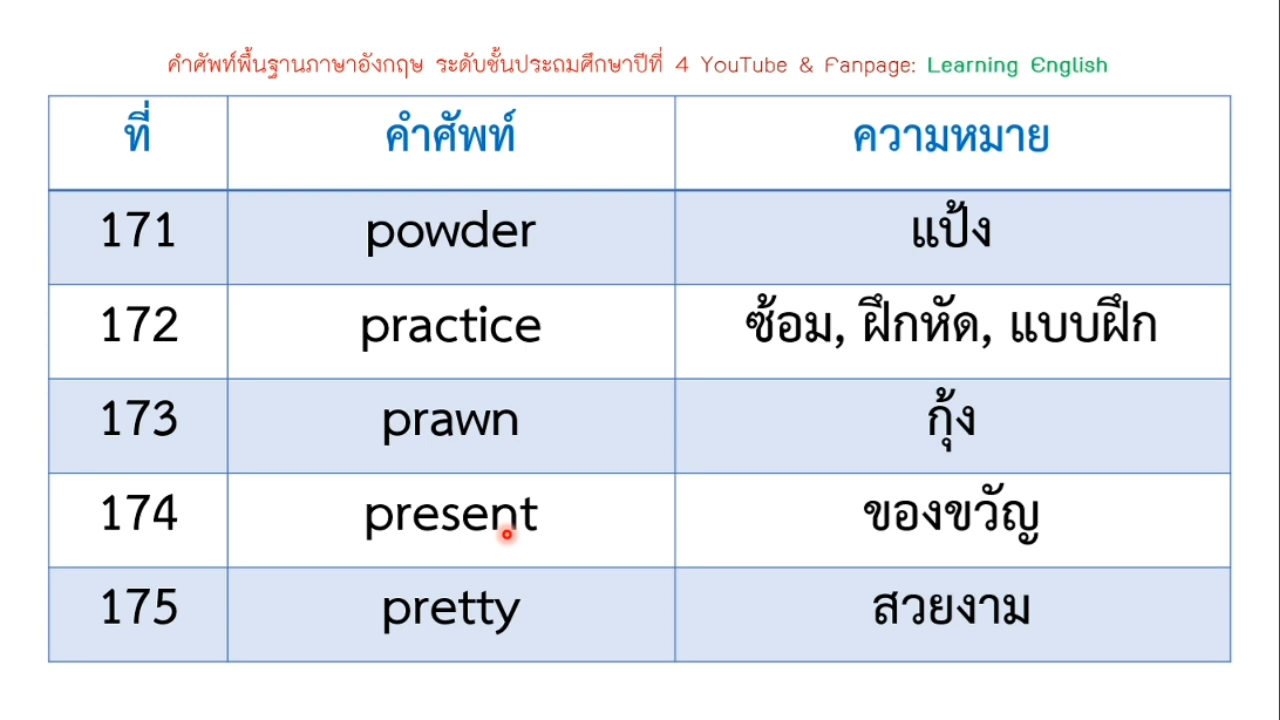 คำศัพท์พื้นฐานภาษาอังกฤษ ระดับชั้นประถมศึกษาปีที่ 4 YouTube & Fanpage: Learning English
ที่ คำศัพท์ ความหมาย
171 powder แป้ง
172 practice ซ้อม, ฝึกหัด, แบบฝึก
173 prawn กุ้ง
174 present ของขวัญ
175 pretty สวยงาม